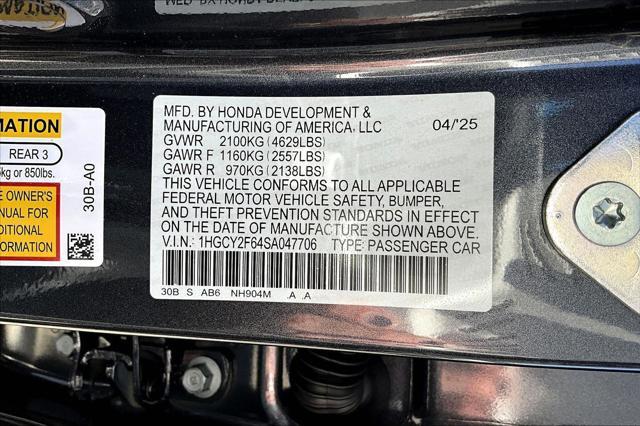 MATION
REAR 3
kg or 850lbs.
E OWNER'S
ANUAL FOR
DDITIONAL
ORMATION
30B-A0
MFD. BY HONDA DEVELOPMENT &
MANUFACTURING OF AMERICA, LLC 04/'25
GVWR 2100KG (4629LBS)
GAWR F 1160KG (2557LBS)
GAWR R 970KG (2138LBS)
THIS VEHICLE CONFORMS TO ALL APPLICABLE
FEDERAL MOTOR VEHICLE SAFETY, BUMPER,
AND THEFT PREVENTION STANDARDS IN EFFECT
ON THE DATE OF MANUFACTURE SHOWN ABOVE.
V.I.N.: 1HGCY2F64SA047706 TYPE: PASSENGER CAR
30B S AB6 NH904M .A .A